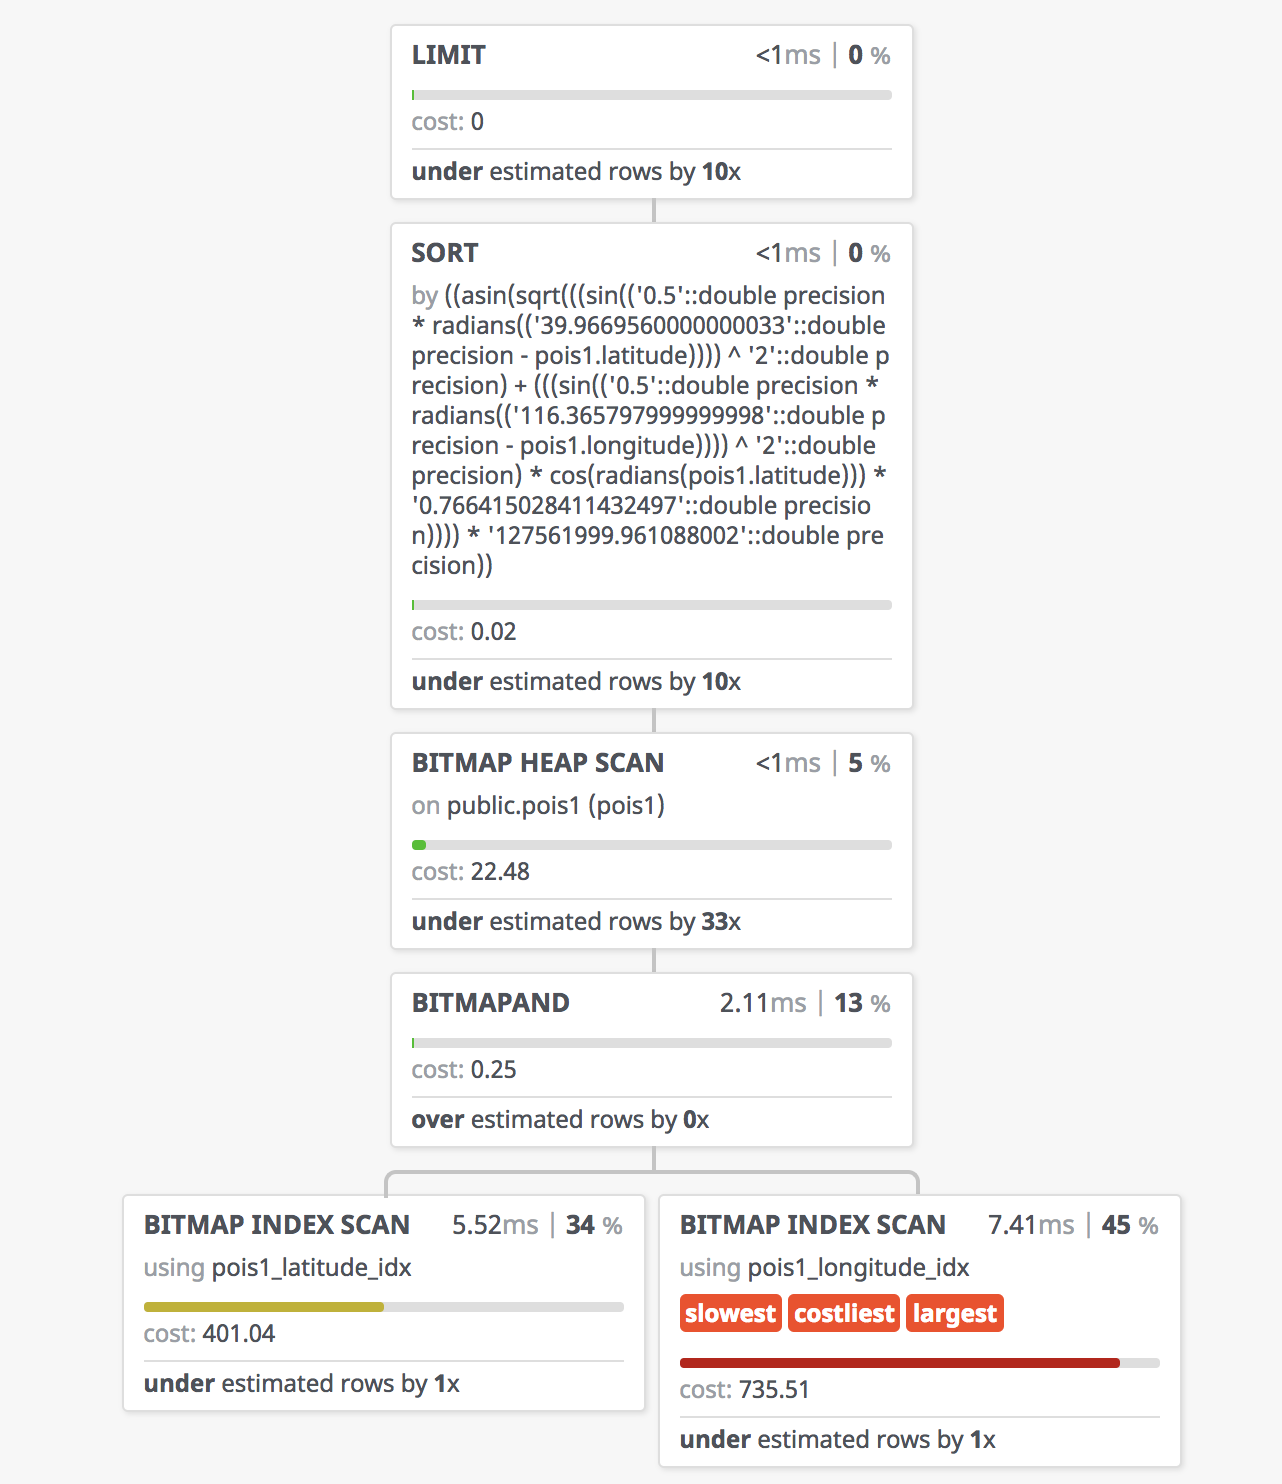 LIMIT <1ms | 0 %
cost: 0
under estimated rows by 10x
SORT <1ms | 0 %
by ((asin(sqrt(((sin(('0.5'::double precision
* radians(('39.9669560000000033'::double
precision - pois1.latitude)))) ^ '2'::double p
recision) + (((sin(('0.5'::double precision *
radians(('116.365797999999998'::double p
recision - pois1.longitude)))) ^ '2'::double
precision) * cos(radians(pois1.latitude))) *
'0.766415028411432497'::double precisio
n)))) * '127561999.961088002'::double pre
cision))
cost: 0.02
under estimated rows by 10x
BITMAP HEAP SCAN <1ms | 5 %
on public.pois1 (pois1)
cost: 22.48
under estimated rows by 33x
BITMAPAND 2.11ms | 13 %
cost: 0.25
over estimated rows by 0x
BITMAP INDEX SCAN 5.52ms | 34 %
using pois1_latitude_idx
cost: 401.04
under estimated rows by 1x
BITMAP INDEX SCAN 7.41ms | 45 %
using pois1_longitude_idx
slowest costliest largest
cost: 735.51
under estimated rows by 1x